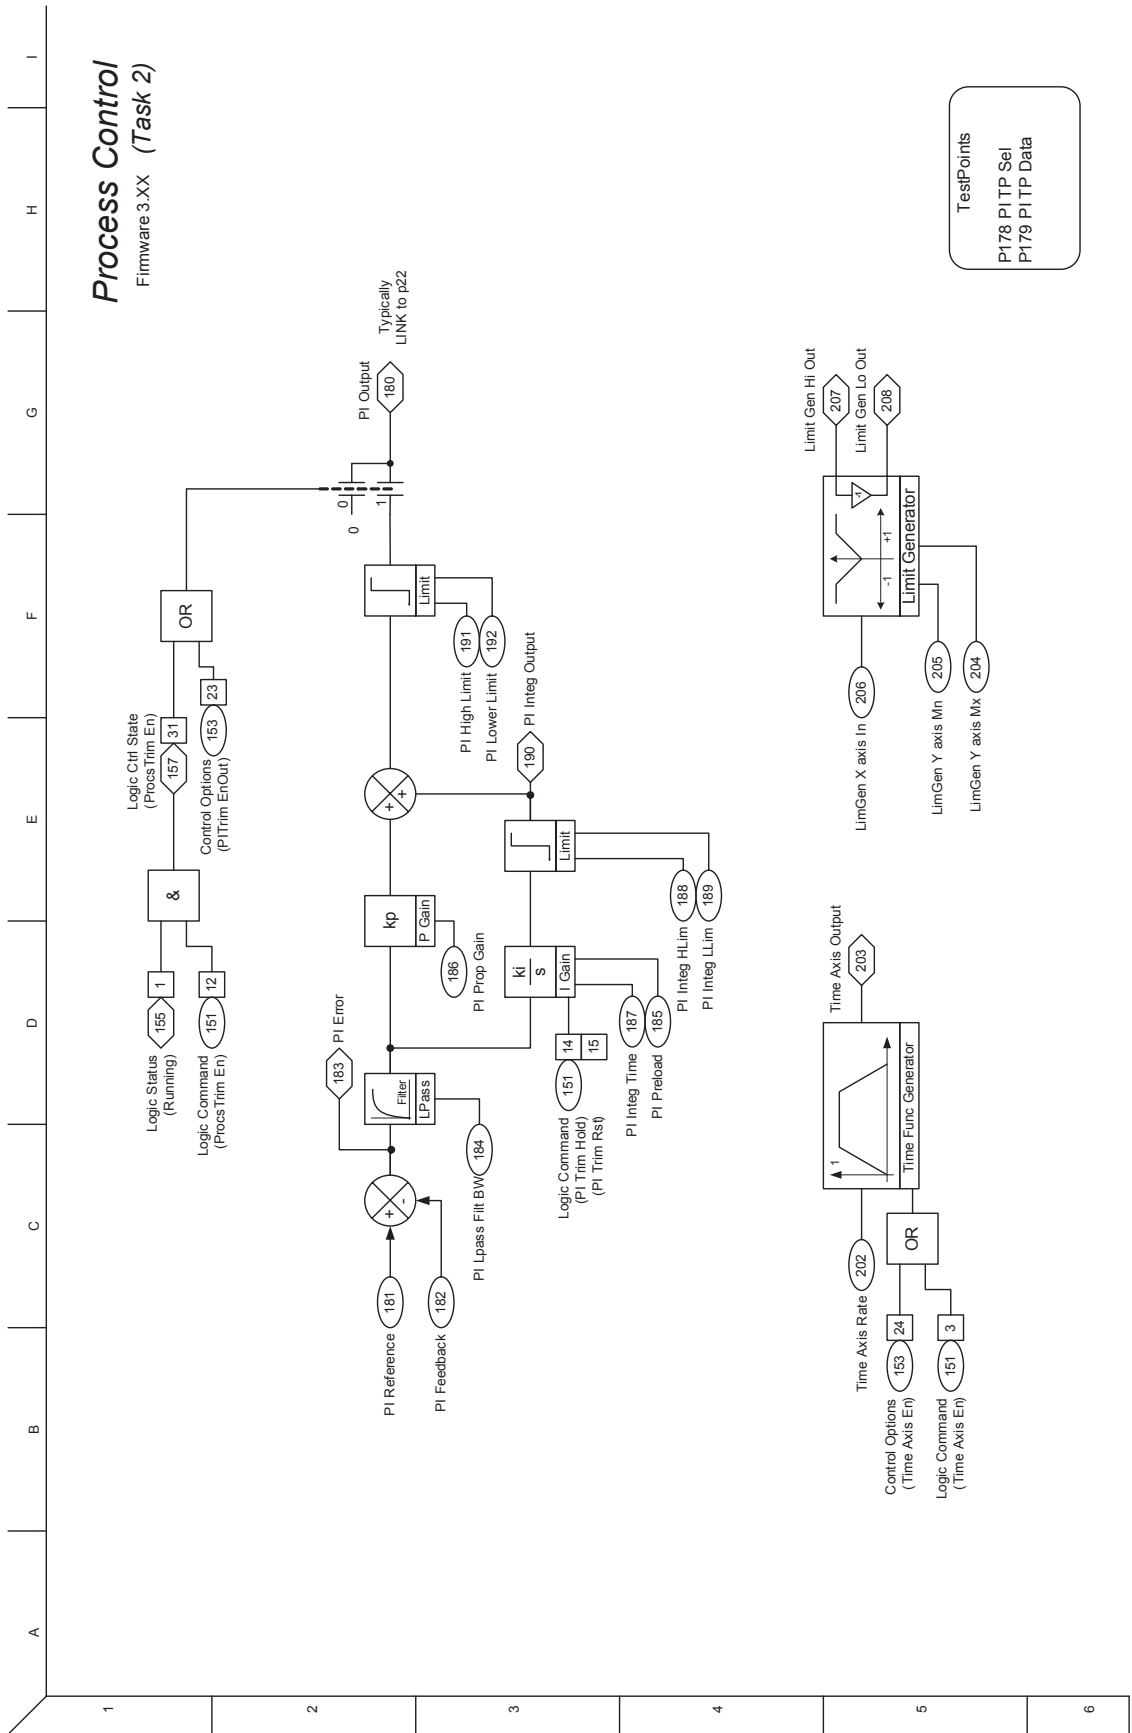 A
B
C
D
E
F
G
H
I
1
2
3
4
5
6
Process Control
Firmware 3.XX (Task 2)
Logic Status
(Running)
155
1
Logic Command
(ProcsTrim En)
151
12
&
Logic Ctrl State
(ProcsTrim En)
157
31
Control Options
(PITrim EnOut)
153
23
OR
PI Reference
181
PI Feedback
182
+
-
PI Error
183
Filter
LPass
184
PI Lpass Filt BW
kp
P Gain
186
PI Prop Gain
ki
s
I Gain
Logic Command
(PI Trim Hold)
(PI Trim Rst)
151
14
15
187
PI Integ Time
185
PI Preload
Limit
188
PI Integ HLim
189
PI Integ LLim
+
+
190
PI Integ Output
Limit
191
PI High Limit
192
PI Lower Limit
0
0
1
PI Output
180
Typically
LINK to p22
Time Axis Rate
202
Control Options
(Time Axis En)
153
24
Logic Command
(Time Axis En)
151
3
OR
1
Time Func Generator
Time Axis Output
203
LimGen X axis In
206
LimGen Y axis Mn
205
LimGen Y axis Mx
204
-1
+1
-1
Limit Generator
Limit Gen Hi Out
207
Limit Gen Lo Out
208
TestPoints
P178 PI TP Sel
P179 PI TP Data